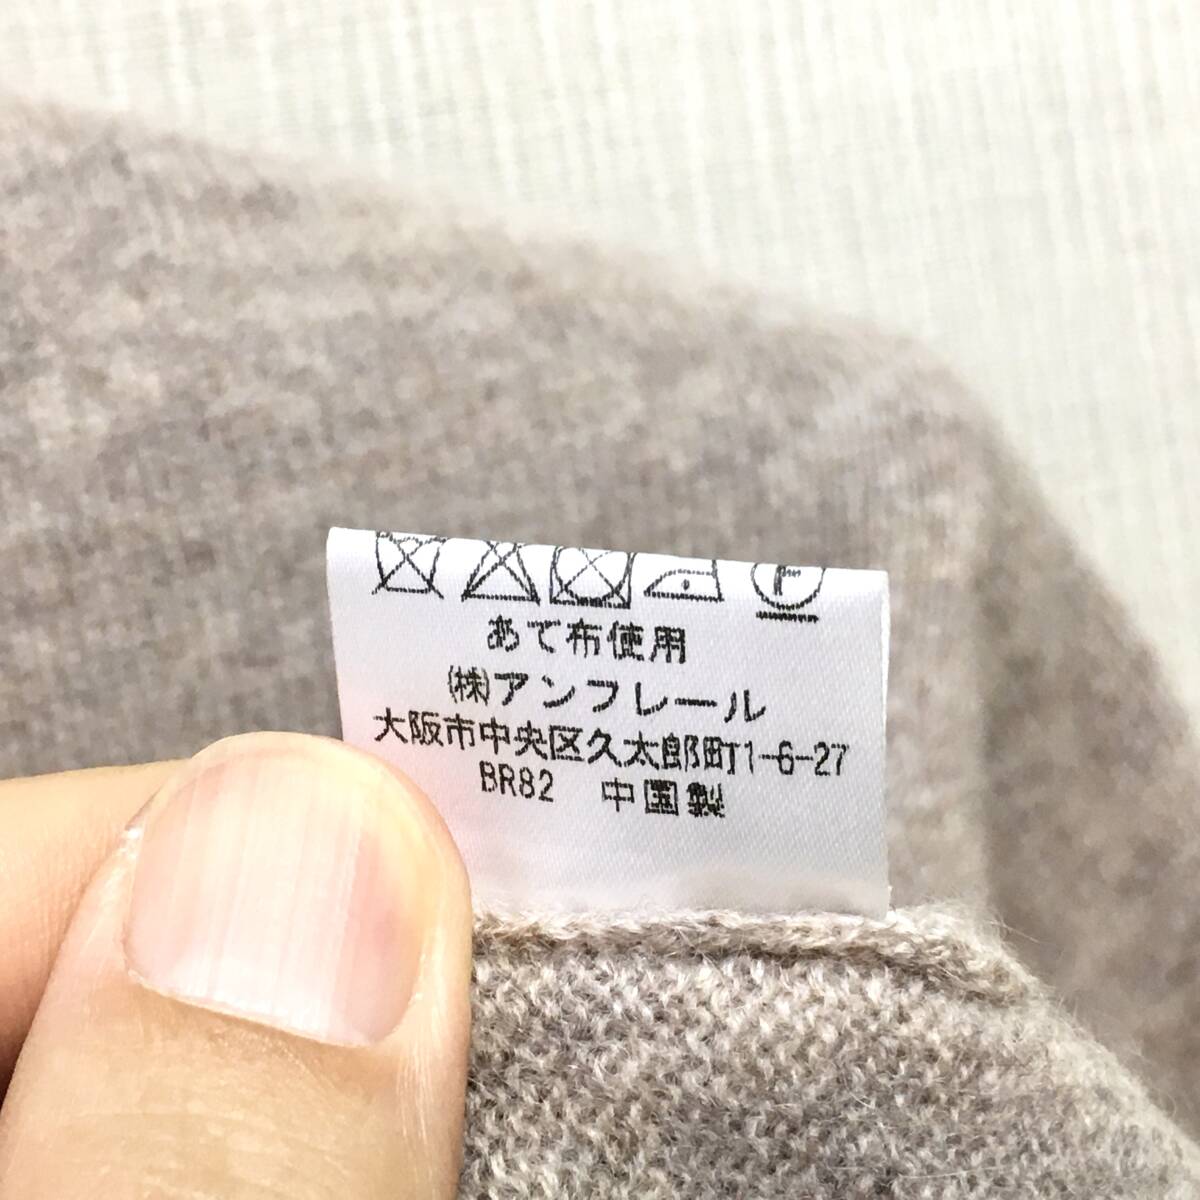 F
あて布使用
㈱アンフレール
大阪市中央区久太郎町1-6-27
BR82 中国製